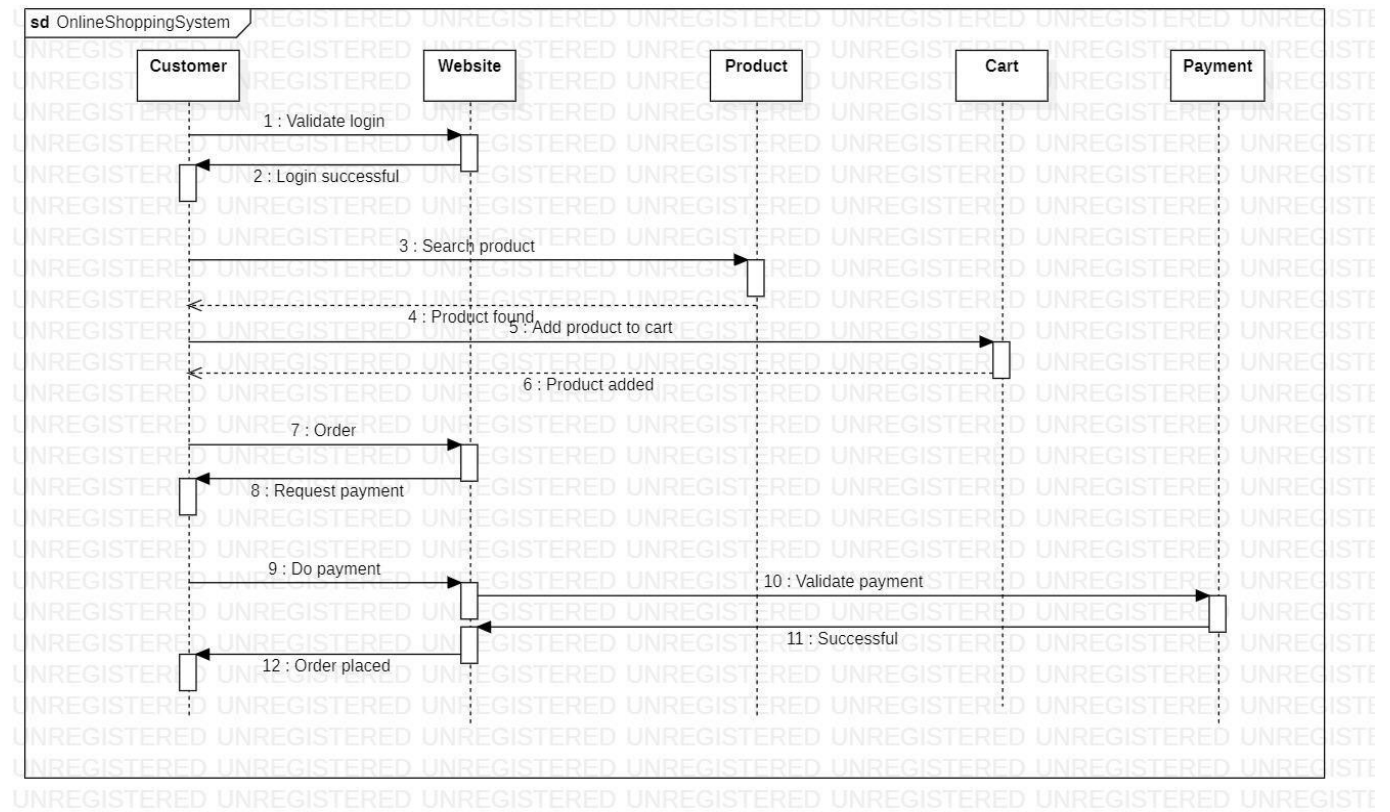 sd OnlineShoppingSystem
Customer
Website
Product
Cart
Payment
1 : Validate login
2 : Login successful
3 : Search product
4 : Product found
5 : Add product to cart
6 : Product added
7 : Order
8 : Request payment
9 : Do payment
10 : Validate payment
11 : Successful
12 : Order placed
UNREGISTERED